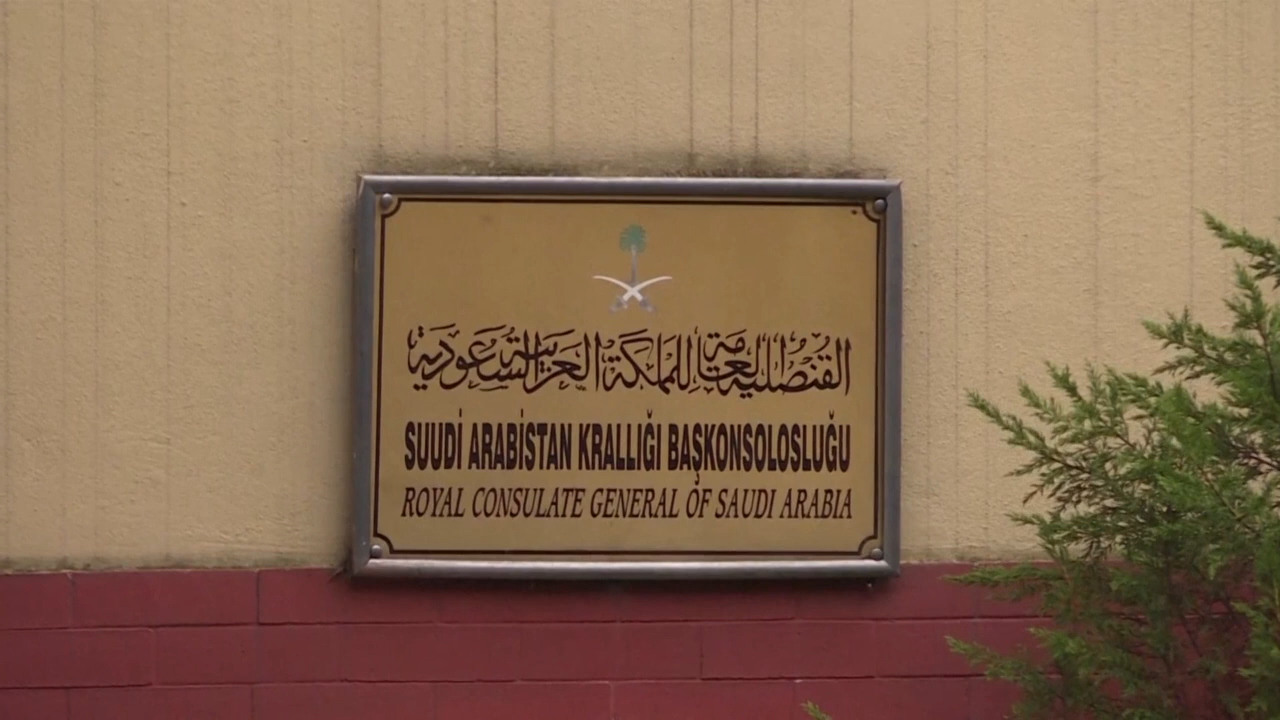 القنصلية العامة للمملكة العربية السعودية
SUUDİ ARABİSTAN KRALLIĞI BAŞKONSOLOSLUĞU
ROYAL CONSULATE GENERAL OF SAUDI ARABIA